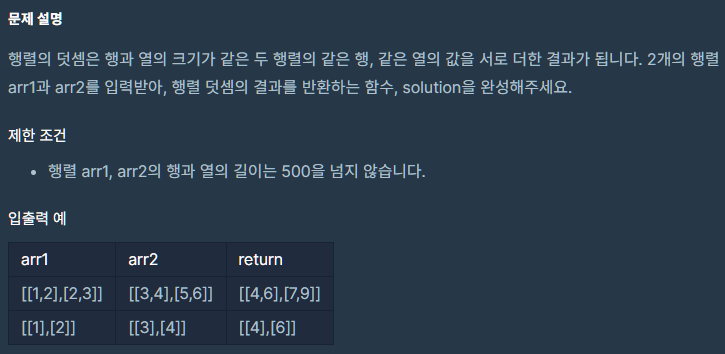 문제 설명
행렬의 덧셈은 행과 열의 크기가 같은 두 행렬의 같은 행, 같은 열의 값을 서로 더한 결과가 됩니다. 2개의 행렬
arr1과 arr2를 입력받아, 행렬 덧셈의 결과를 반환하는 함수, solution을 완성해주세요.
제한 조건
• 행렬 arr1, arr2의 행과 열의 길이는 500을 넘지 않습니다.
입출력 예
arr1 arr2 return
[[1,2],[2,3]] [[3,4],[5,6]] [[4,6],[7,9]]
[[1],[2]] [[3],[4]] [[4],[6]]